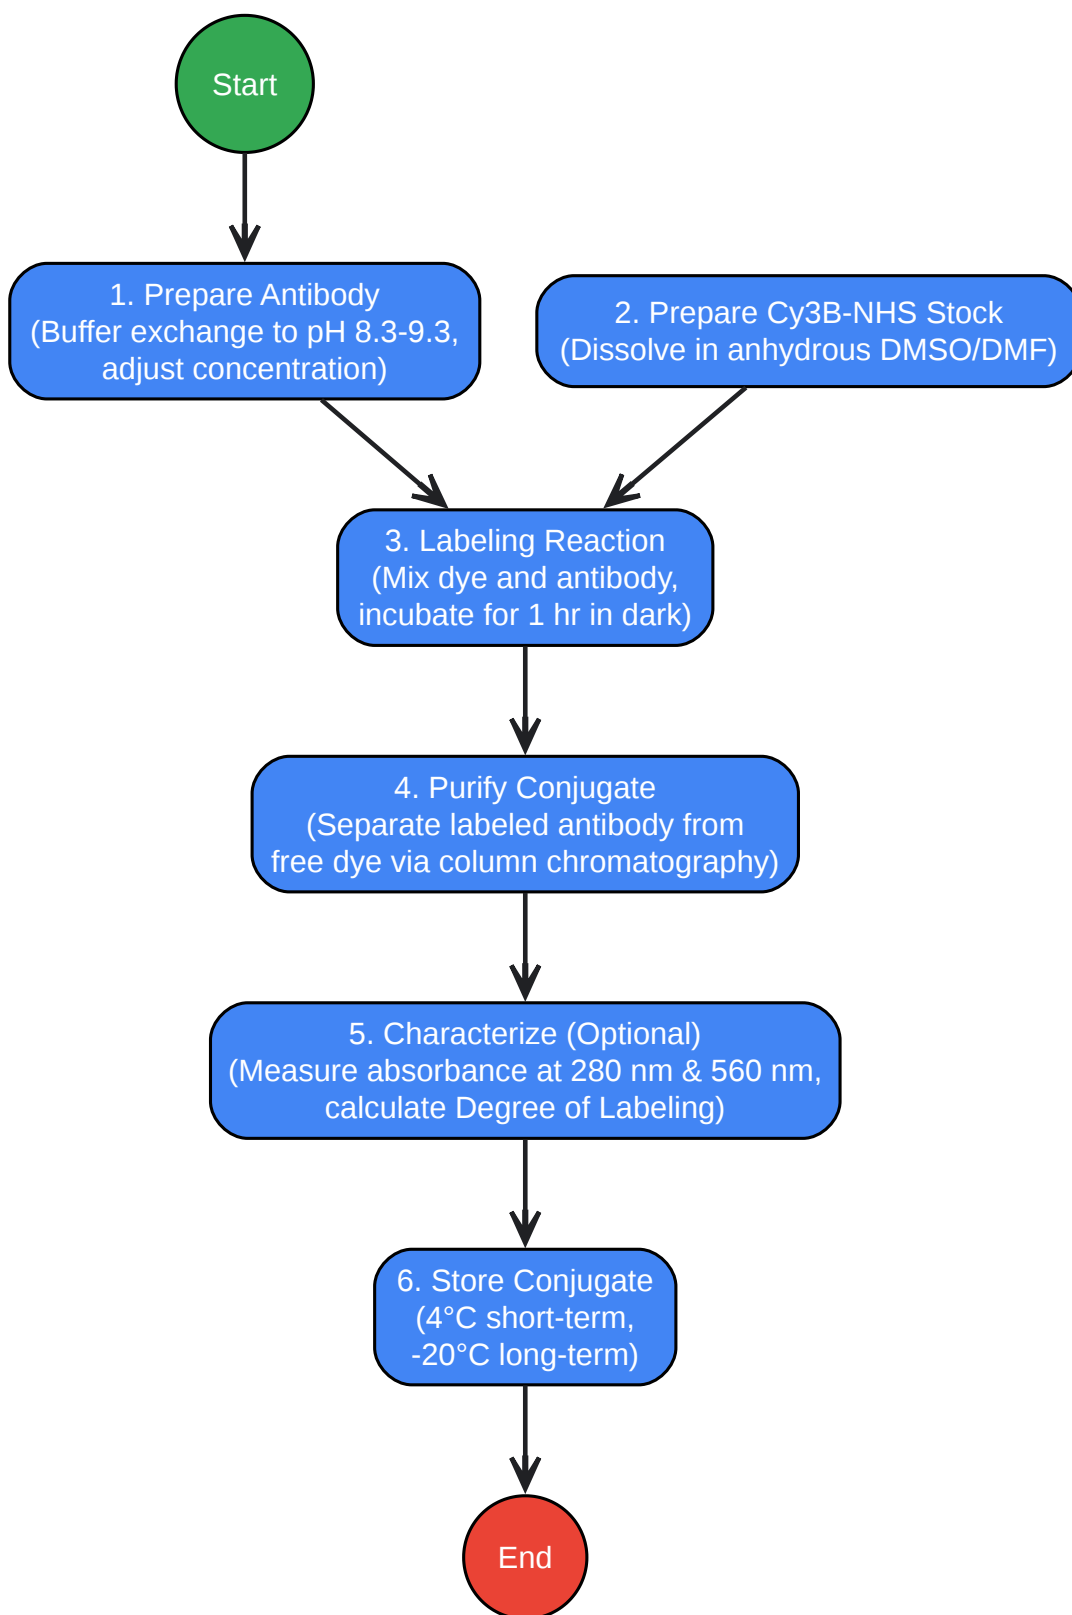 Start
1. Prepare Antibody
(Buffer exchange to pH 8.3-9.3,
adjust concentration)
2. Prepare Cy3B-NHS Stock
(Dissolve in anhydrous DMSO/DMF)
3. Labeling Reaction
(Mix dye and antibody,
incubate for 1 hr in dark)
4. Purify Conjugate
(Separate labeled antibody from
free dye via column chromatography)
5. Characterize (Optional)
(Measure absorbance at 280 nm & 560 nm,
calculate Degree of Labeling)
6. Store Conjugate
(4°C short-term,
-20°C long-term)
End